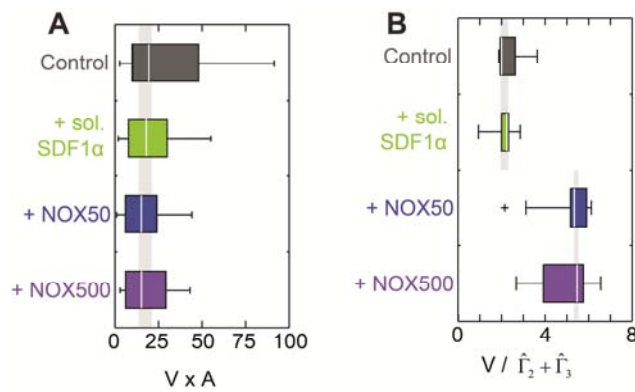 A
Control
+ sol.
SDF1α
+ NOX50
+ NOX500
0 25 50 75 100
V x A
B
Control
+ sol.
SDF1α
+ NOX50
+ NOX500
0 4 6 8
V / Γ̂₂ + Γ̂₃